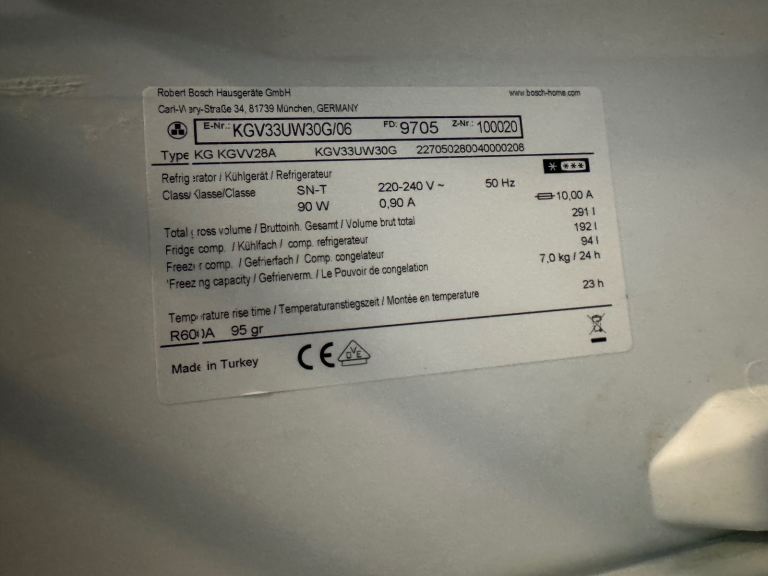 Robert Bosch Hausgeräte GmbH www.bosch-home.com
Carl-Wery-Straße 34, 81739 München, GERMANY
E-Nr.: KGV33UW30G/06 FD: 9705 Z-Nr.: 100020
Type KG KGVV28A KGV33UW30G 227050280040000208
Refrigerator / Kühlgerät / Refrigerateur
Class/Klasse/Classe SN-T 220-240 V ~ 50 Hz
90 W 0,90 A 10,00 A
Total gross volume / Bruttoinh. Gesamt / Volume brut total 291 l
Fridge comp. / Kühlfach / comp. refrigerateur 192 l
Freezer comp. / Gefrierfach / Comp. congelateur 94 l
Freezing capacity / Gefrierverm. / Le Pouvoir de congelation 7,0 kg / 24 h
Temperature rise time / Temperaturanstiegszeit / Montée en temperature 23 h
R600A 95 gr
Made in Turkey CE DVE